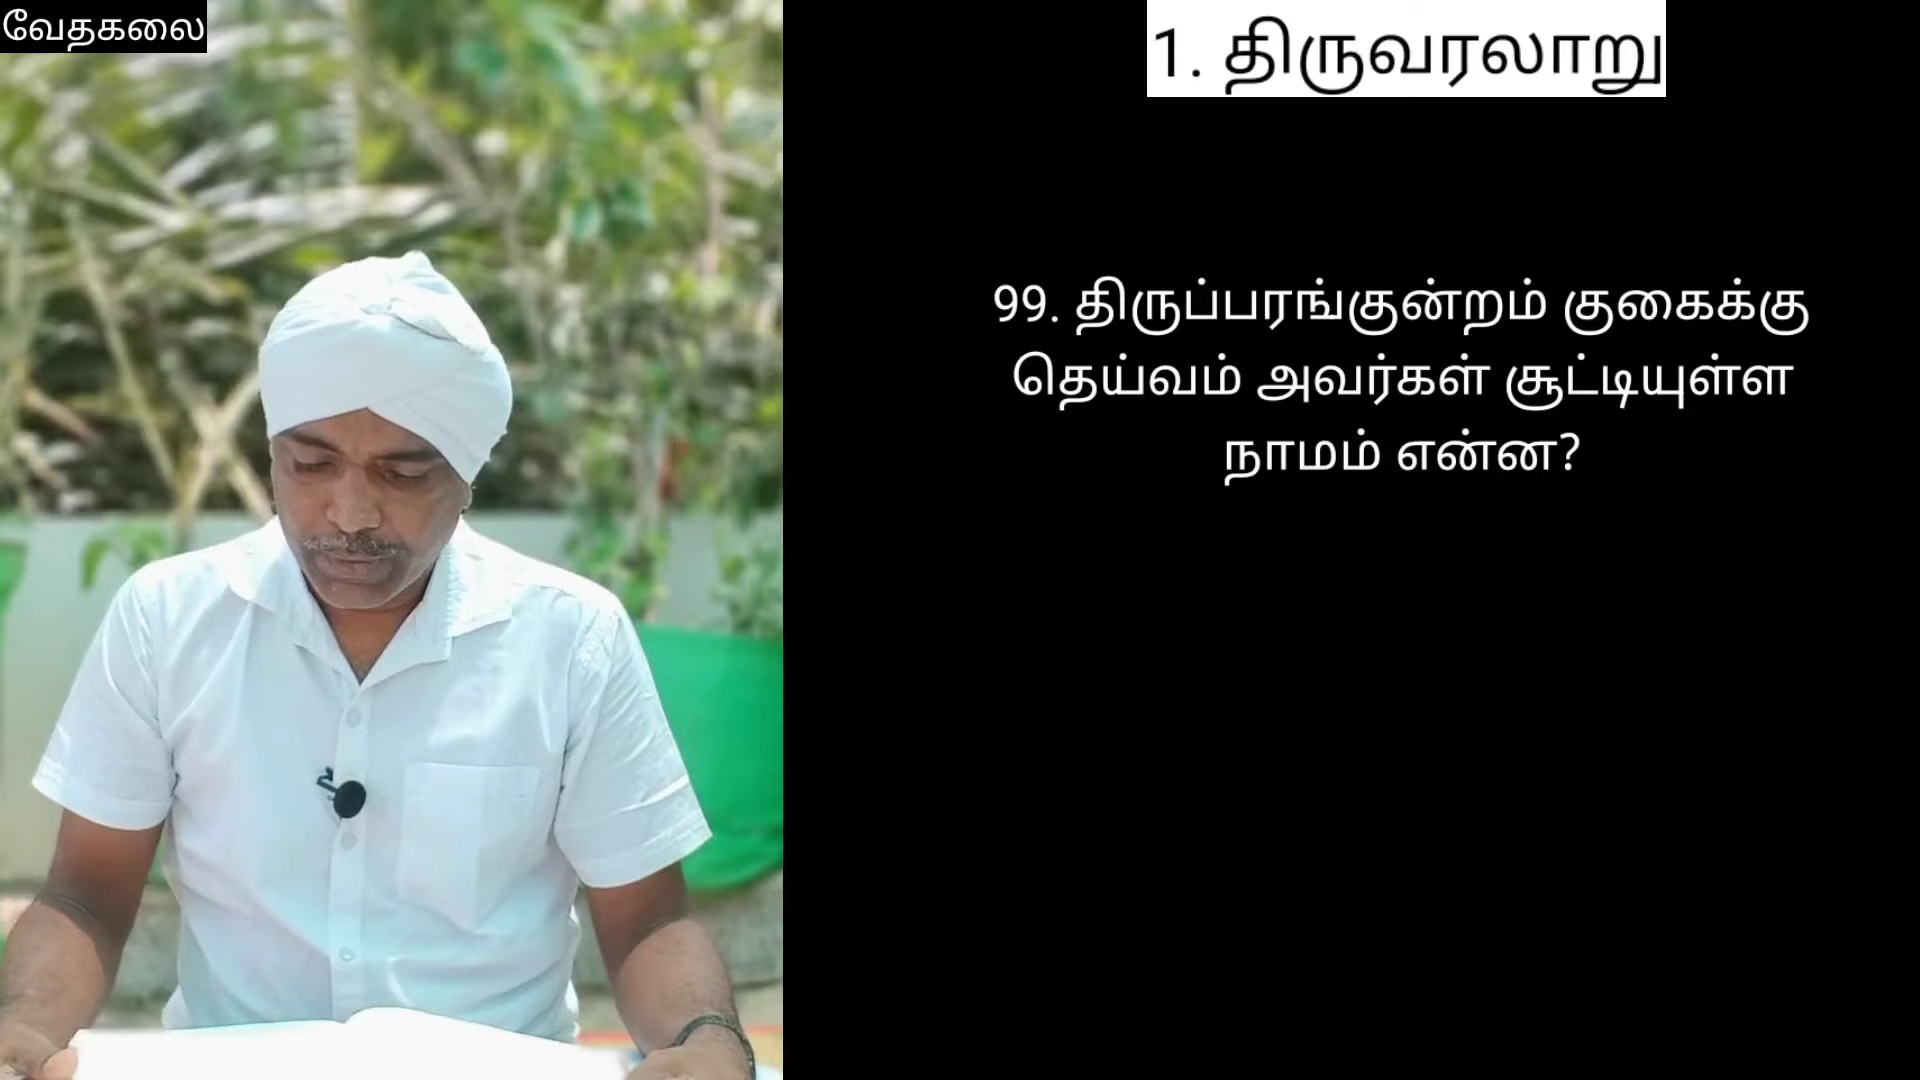 வேதகலை
1. திருவரலாறு
99. திருப்பரங்குன்றம் குகைக்கு
தெய்வம் அவர்கள் சூட்டியுள்ள
நாமம் என்ன?